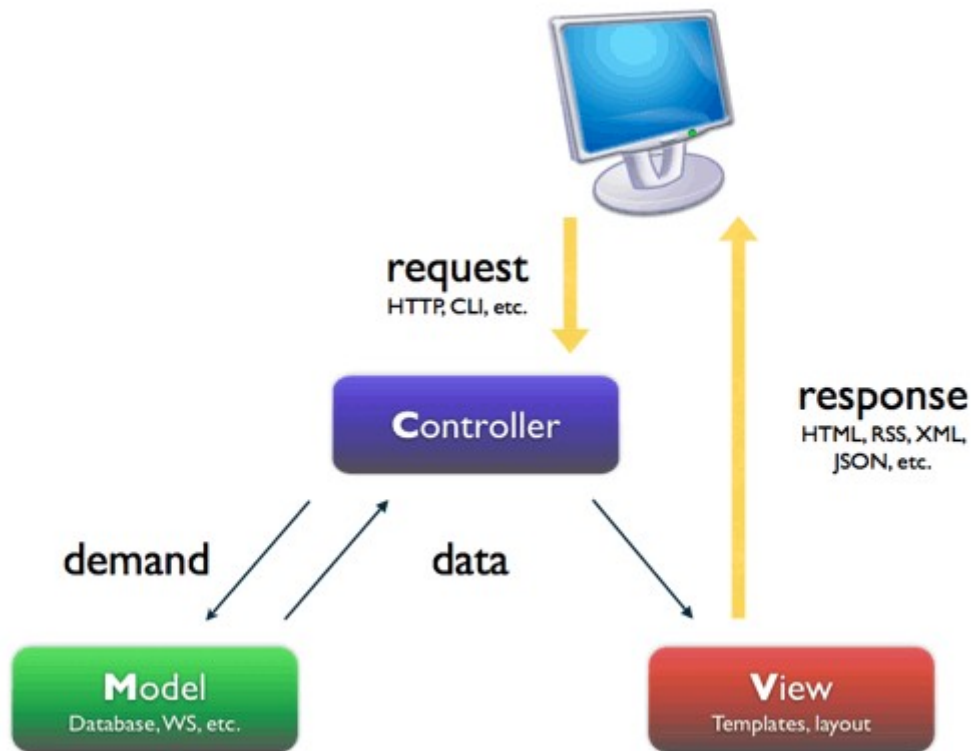 request
HTTP, CLI, etc.
Controller
response
HTML, RSS, XML,
JSON, etc.
demand
data
Model
Database, WS, etc.
View
Templates, layout